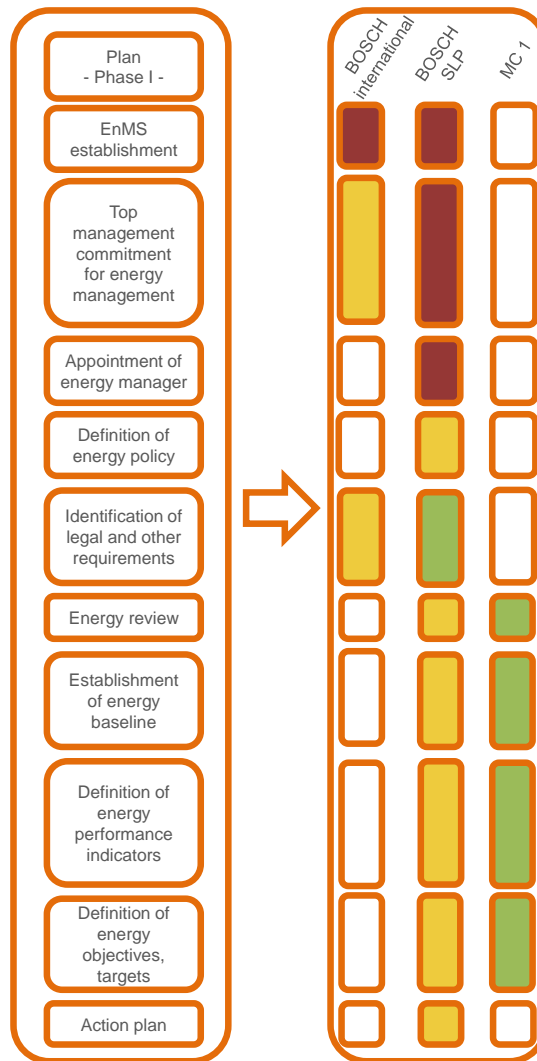 Plan
- Phase I -
EnMS
establishment
Top
management
commitment
for energy
management
Appointment of
energy manager
Definition of
energy policy
Identification of
legal and other
requirements
Energy review
Establishment
of energy
baseline
Definition of
energy
performance
indicators
Definition of
energy
objectives,
targets
Action plan
BOSCH
international
BOSCH
SLP
MC 1